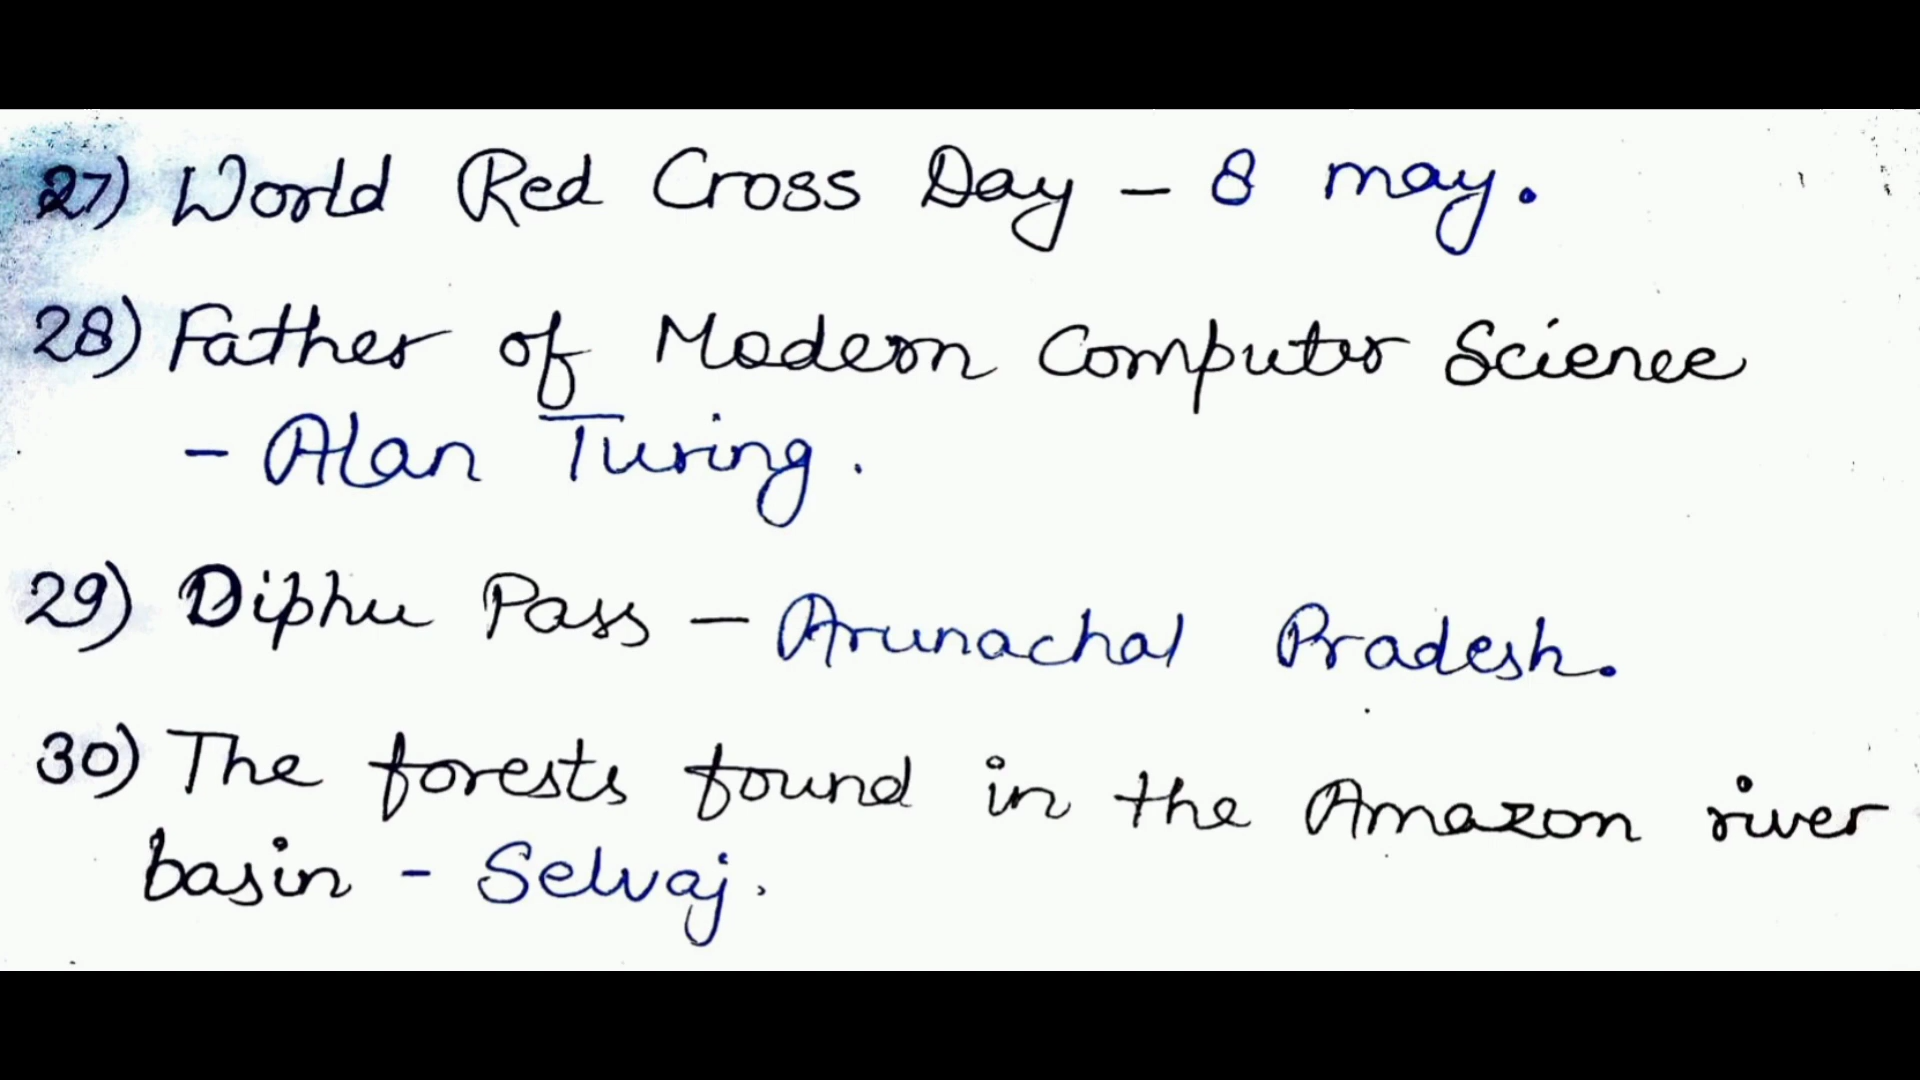 27) World Red Cross Day - 8 may.
28) Father of Modern Computer Science
- Alan Turing.
29) Diphu Pass - Arunachal Pradesh.
30) The forests found in the Amazon river
basin - Selvaj.